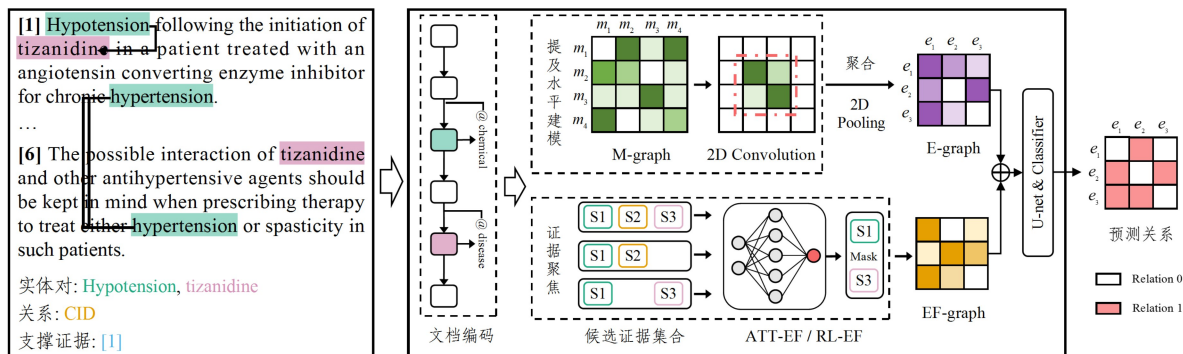 [1] Hypotension following the initiation of
tizanidine in a patient treated with an
angiotensin converting enzyme inhibitor
for chronic hypertension.
…
[6] The possible interaction of tizanidine
and other antihypertensive agents should
be kept in mind when prescribing therapy
to treat either hypertension or spasticity in
such patients.
实体对: Hypotension, tizanidine
关系: CID
支撑证据: [1]
@ chemical
@ disease
文档编码
提及水平建模
m1 m2 m3 m4
m1
m2
m3
m4
M-graph
2D Convolution
聚合
2D
Pooling
e1 e2 e3
e1
e2
e3
E-graph
证据聚焦
S1 S2 S3
S1 S2
S1 S3
候选证据集合
ATT-EF / RL-EF
S1
Mask
S3
EF-graph
U-net & Classifier
e1 e2 e3
e1
e2
e3
预测关系
Relation 0
Relation 1